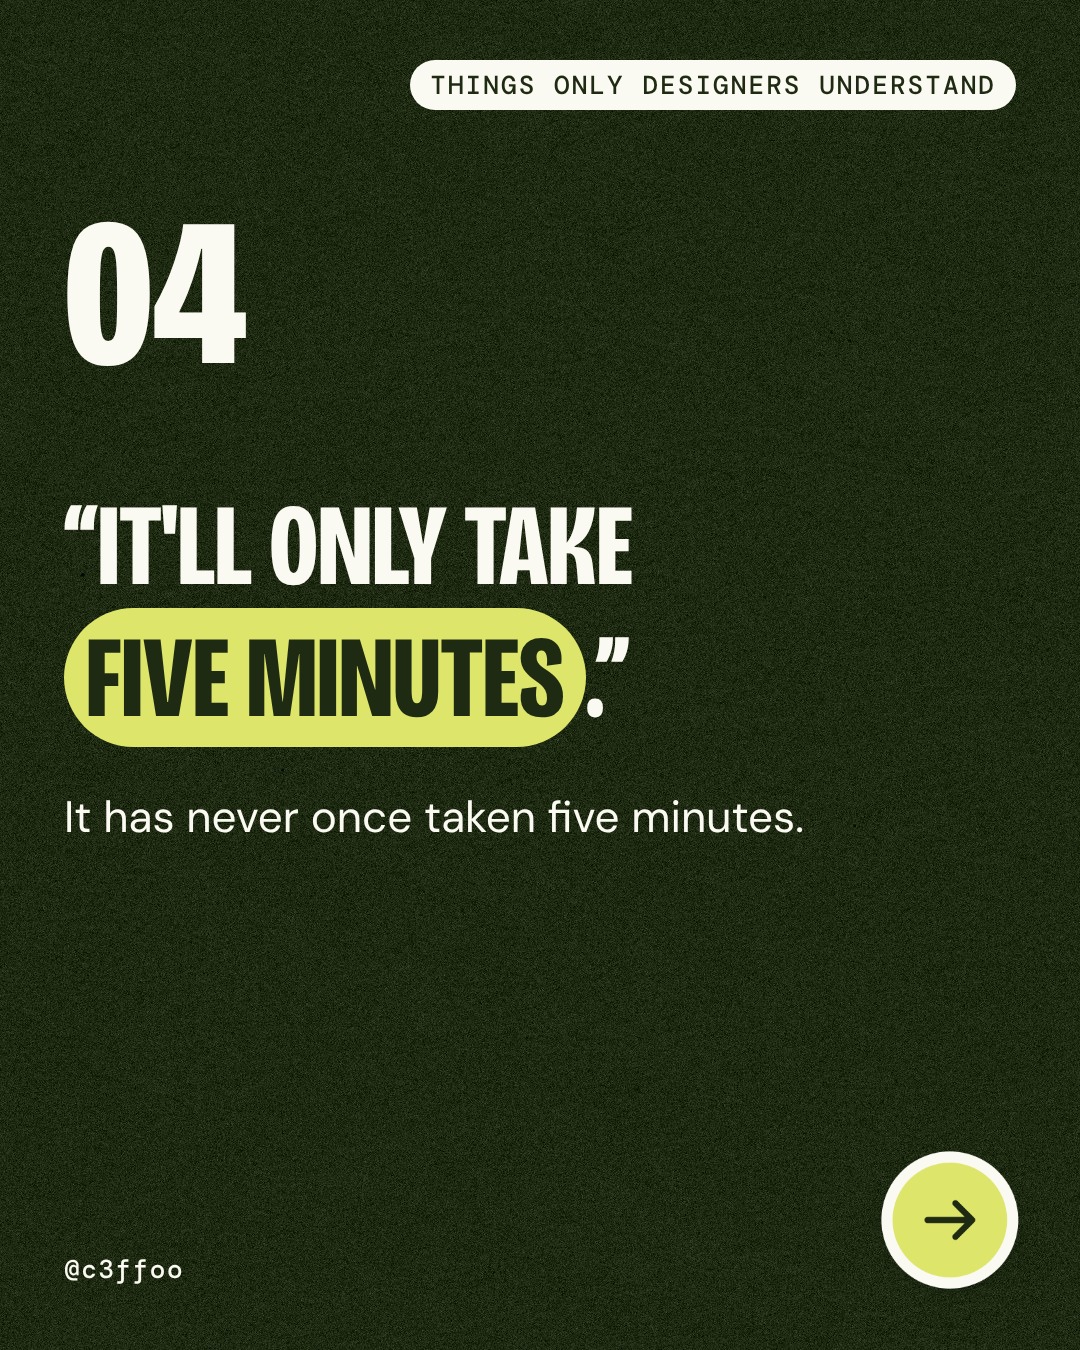 THINGS ONLY DESIGNERS UNDERSTAND
04
“IT'LL ONLY TAKE
FIVE MINUTES.”
It has never once taken five minutes.
@c3ffoo